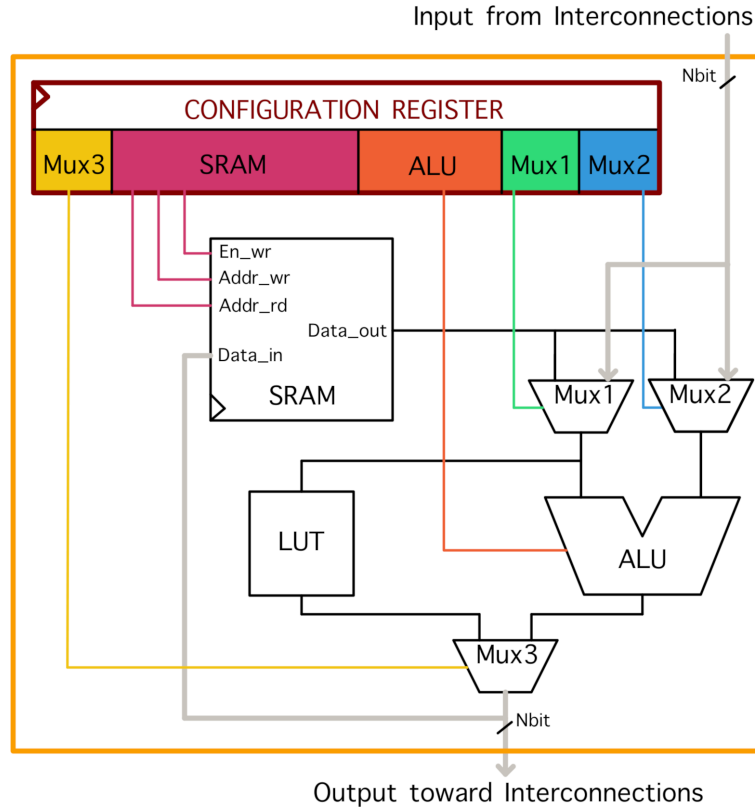 Input from Interconnections
Nbit
CONFIGURATION REGISTER
Mux3 SRAM ALU Mux1 Mux2
En_wr
Addr_wr
Addr_rd
Data_out
Data_in
SRAM
Mux1 Mux2
LUT
ALU
Mux3
Nbit
Output toward Interconnections